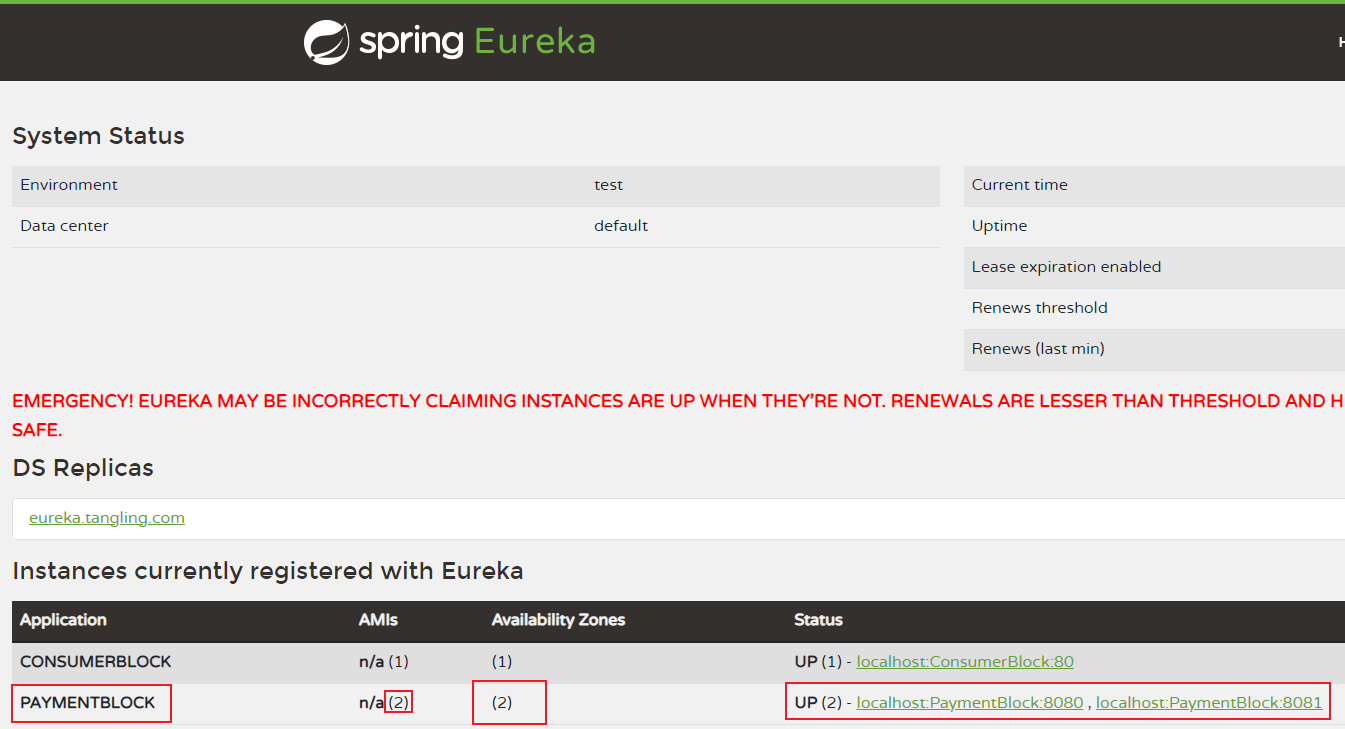 spring Eureka
System Status
Environment test
Data center default
Current time
Uptime
Lease expiration enabled
Renews threshold
Renews (last min)
EMERGENCY! EUREKA MAY BE INCORRECTLY CLAIMING INSTANCES ARE UP WHEN THEY'RE NOT. RENEWALS ARE LESSER THAN THRESHOLD AND H
SAFE.
DS Replicas
eureka.tangling.com
Instances currently registered with Eureka
Application AMIs Availability Zones Status
CONSUMERBLOCK n/a (1) (1) UP (1) - localhost:ConsumerBlock:80
PAYMENTBLOCK n/a (2) (2) UP (2) - localhost:PaymentBlock:8080 , localhost:PaymentBlock:8081